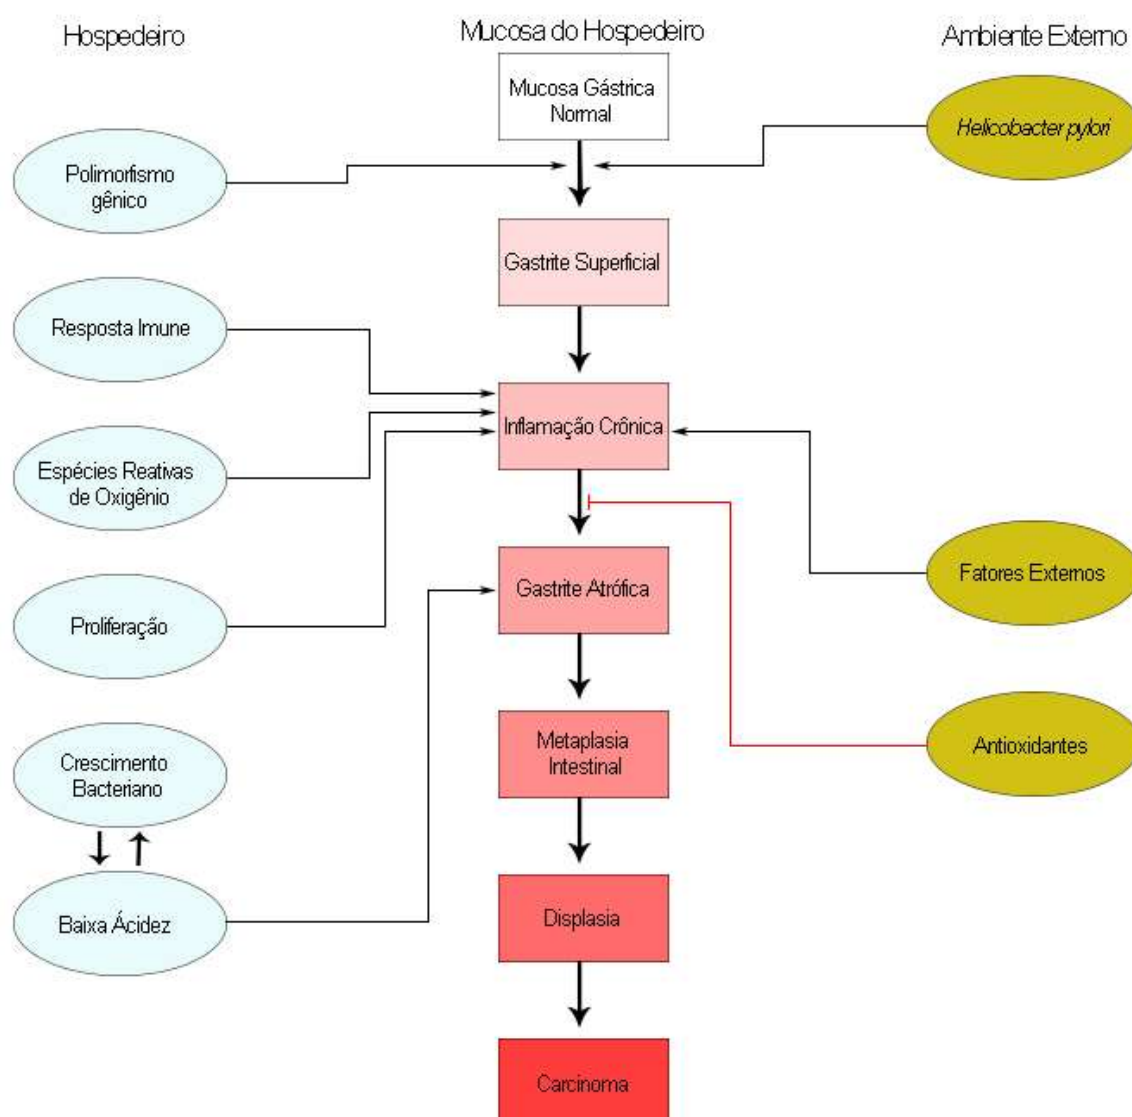 Hospedeiro
Mucosa do Hospedeiro
Ambiente Externo
Mucosa Gástrica
Normal
Helicobacter pylori
Polimorfismo
gênico
Gastrite Superficial
Resposta Imune
Inflamação Crônica
Espécies Reativas
de Oxigênio
Gastrite Atrófica
Fatores Externos
Proliferação
Metaplasia
Intestinal
Antioxidantes
Crescimento
Bacteriano
Baixa Ácidez
Displasia
Carcinoma